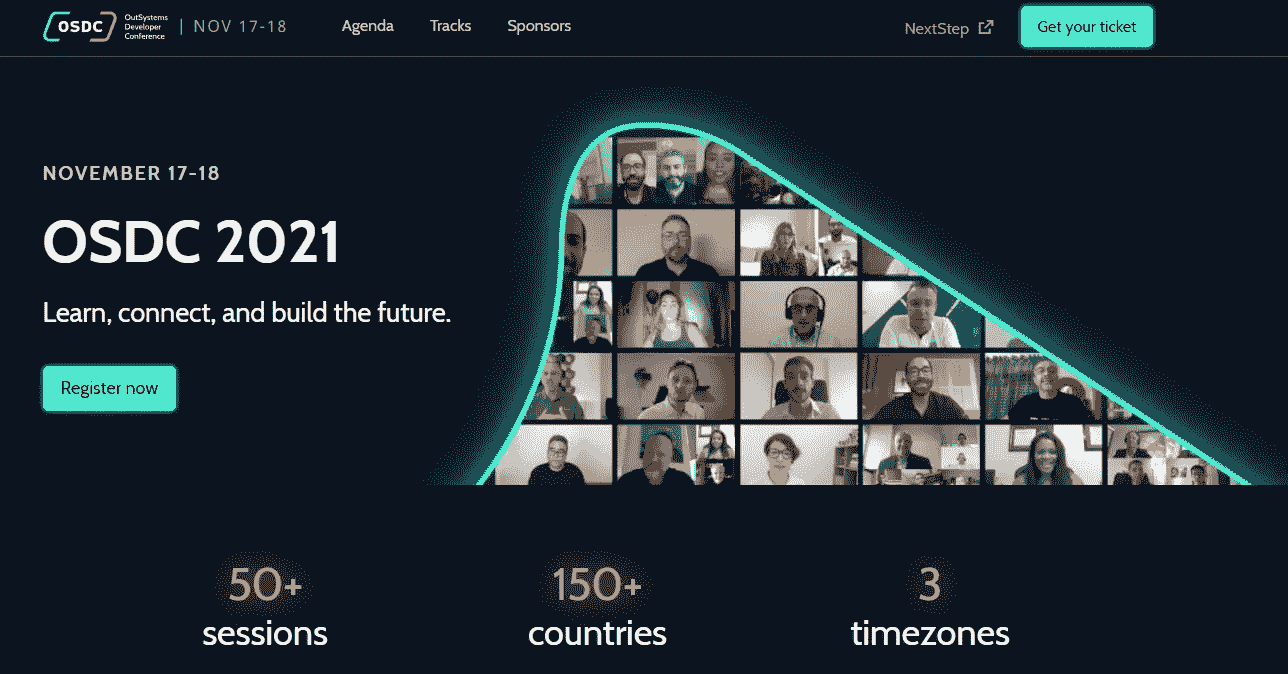 OSDC
OutSystems
Developer
Conference
| NOV 17-18
Agenda
Tracks
Sponsors
NextStep
Get your ticket
NOVEMBER 17-18
OSDC 2021
Learn, connect, and build the future.
Register now
50+
sessions
150+
countries
3
timezones